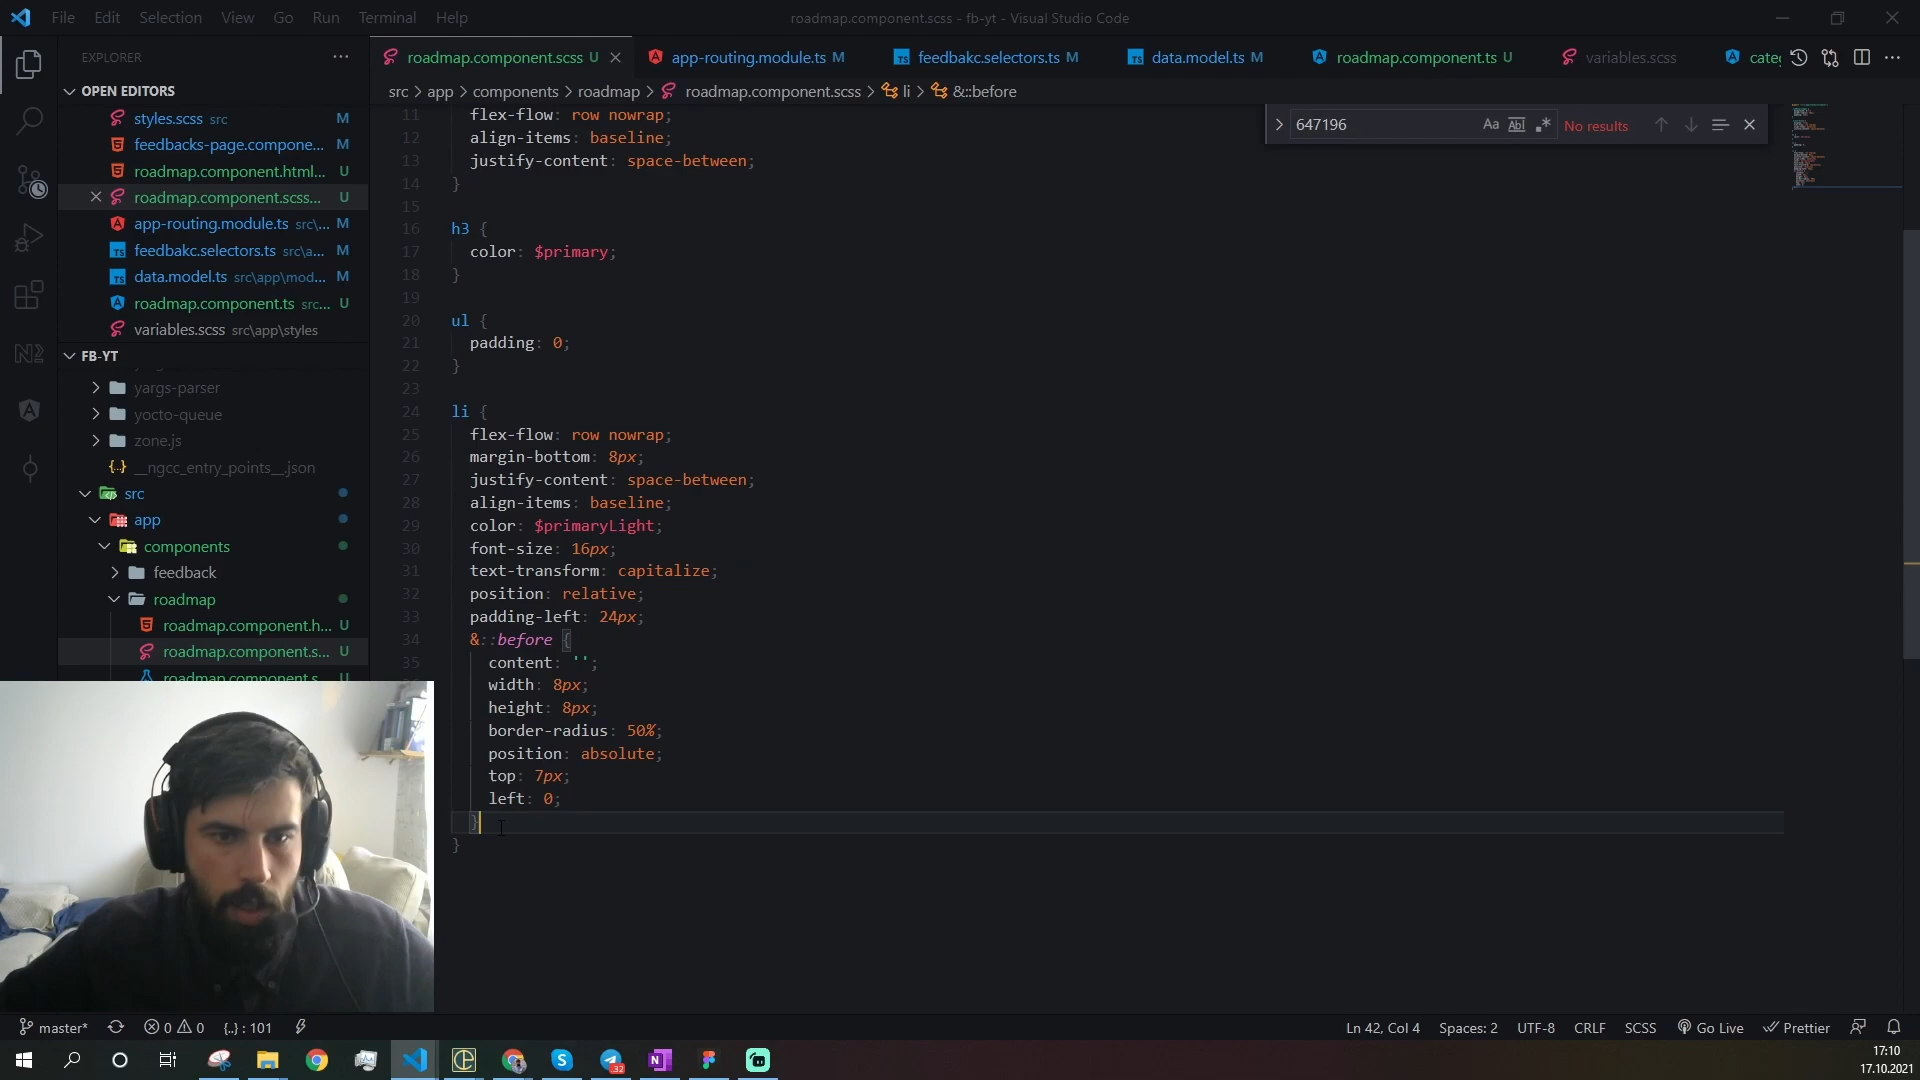 File Edit Selection View Go Run Terminal Help
roadmap.component.scss - fb-yt - Visual Studio Code
EXPLORER
roadmap.component.scss U
app-routing.module.ts M
feedbakc.selectors.ts M
data.model.ts M
roadmap.component.ts U
variables.scss
cate
OPEN EDITORS
src > app > components > roadmap > roadmap.component.scss > li > &::before
styles.scss src M
feedbacks-page.compone... M
roadmap.component.html... U
roadmap.component.scss... U
app-routing.module.ts src\... M
feedbakc.selectors.ts src\a... M
data.model.ts src\app\mod... M
roadmap.component.ts src... U
variables.scss src\app\styles
FB-YT
yargs-parser
yocto-queue
zone.js
__ngcc_entry_points__.json
src
app
components
feedback
roadmap
roadmap.component.h... U
roadmap.component.s... U
roadmap.component.s... U
647196
Aa Abl .* No results
11 flex-flow: row nowrap;
12 align-items: baseline;
13 justify-content: space-between;
14 }
15
16 h3 {
17 color: $primary;
18 }
19
20 ul {
21 padding: 0;
22 }
23
24 li {
25 flex-flow: row nowrap;
26 margin-bottom: 8px;
27 justify-content: space-between;
28 align-items: baseline;
29 color: $primaryLight;
30 font-size: 16px;
31 text-transform: capitalize;
32 position: relative;
33 padding-left: 24px;
34 &::before {
35 content: '';
width: 8px;
height: 8px;
border-radius: 50%;
position: absolute;
top: 7px;
left: 0;
}
}
master* 0 0 {..} : 101
Ln 42, Col 4 Spaces: 2 UTF-8 CRLF SCSS Go Live Prettier
32
17:10
17.10.2021